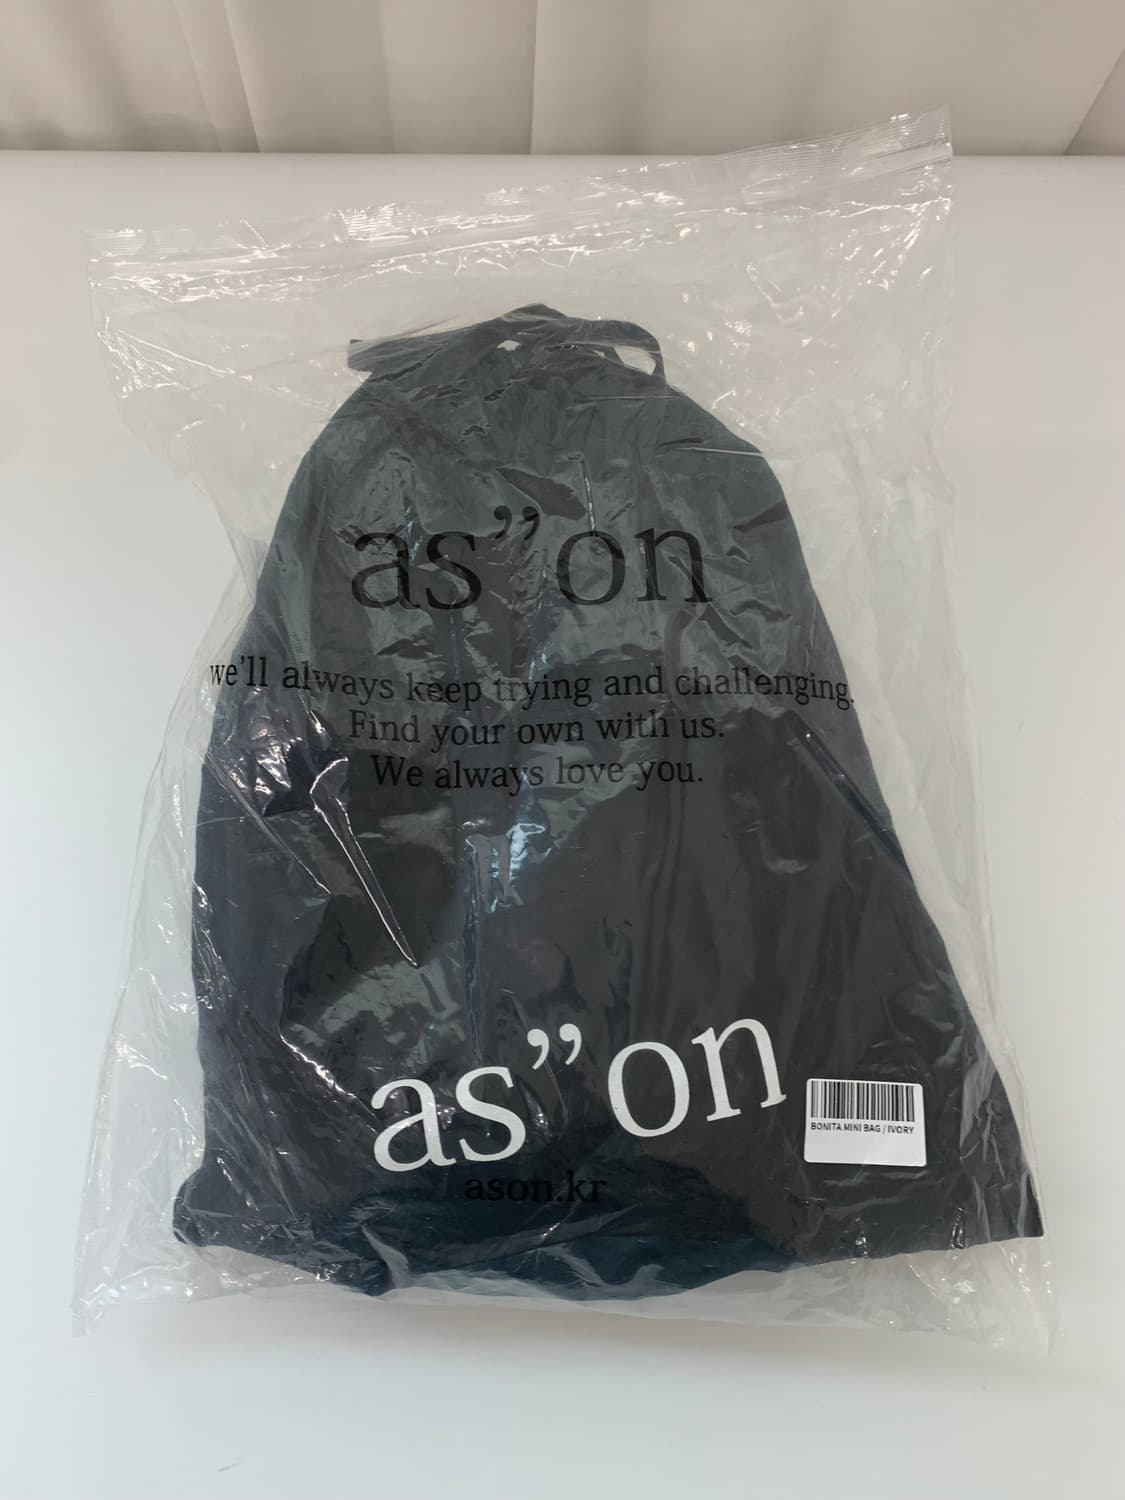 as”on
we'll always keep trying and challenging.
Find your own with us.
We always love you.
as”on
BONITA MINI BAG / IVORY
ason.kr